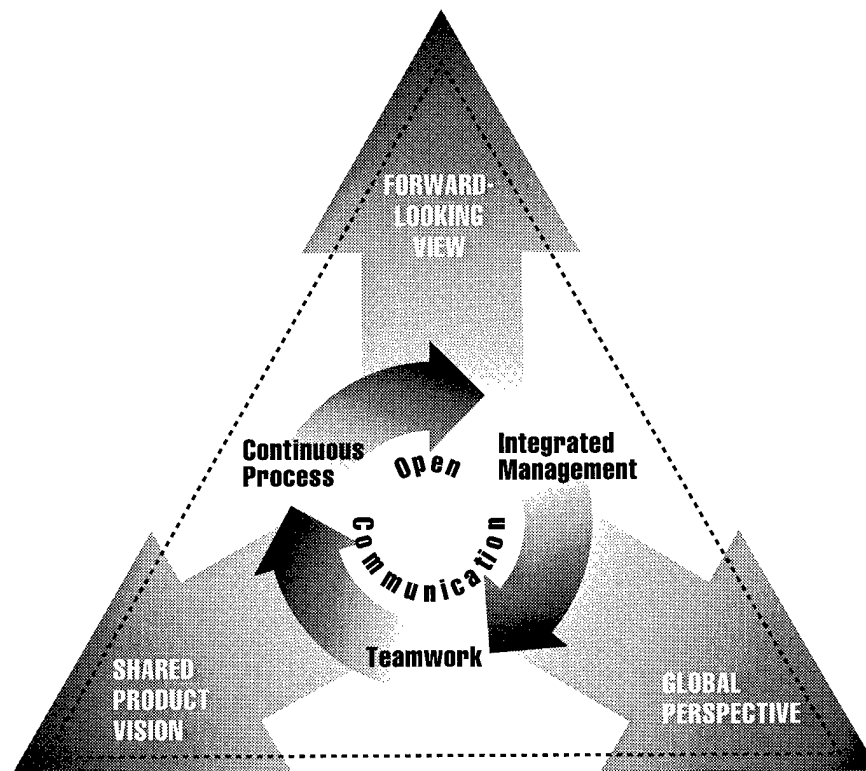 FORWARD-
LOOKING
VIEW
Continuous
Process
Open
Integrated
Management
Communication
Teamwork
SHARED
PRODUCT
VISION
GLOBAL
PERSPECTIVE